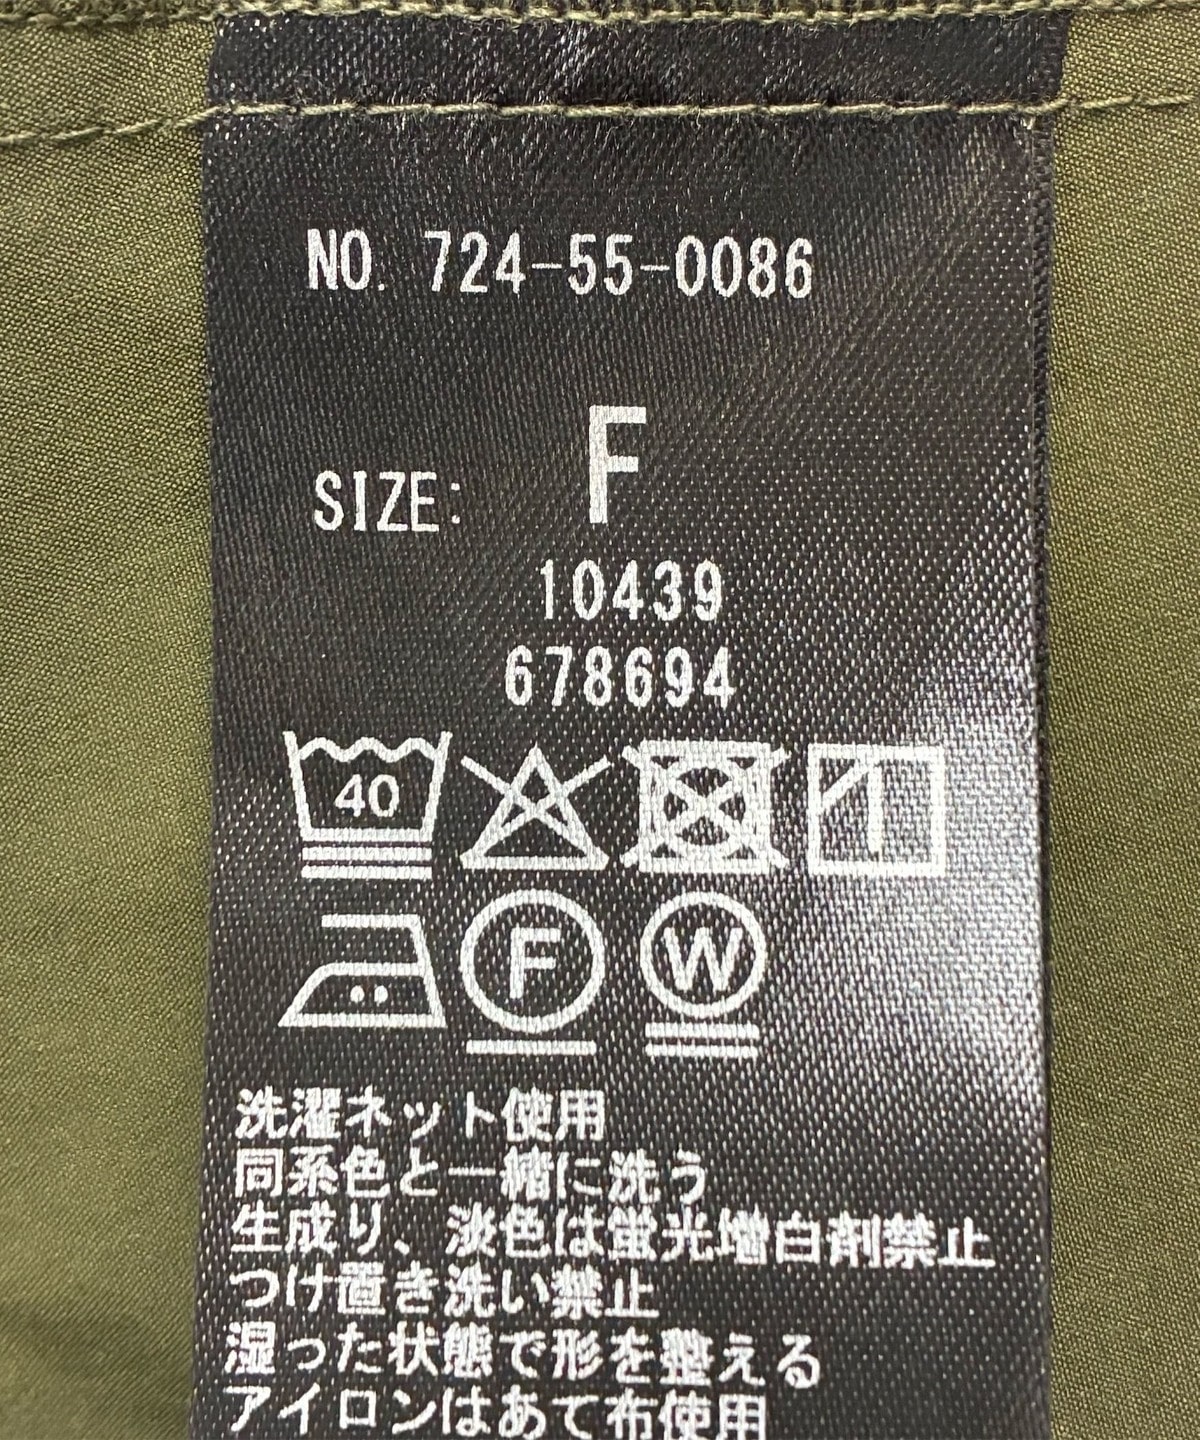 NO. 724-55-0086
SIZE: F
10439
678694
40
F W
洗濯ネット使用
同系色と一緒に洗う
生成り、淡色は蛍光増白剤禁止
つけ置き洗い禁止
湿った状態で形を整える
アイロンはあて布使用